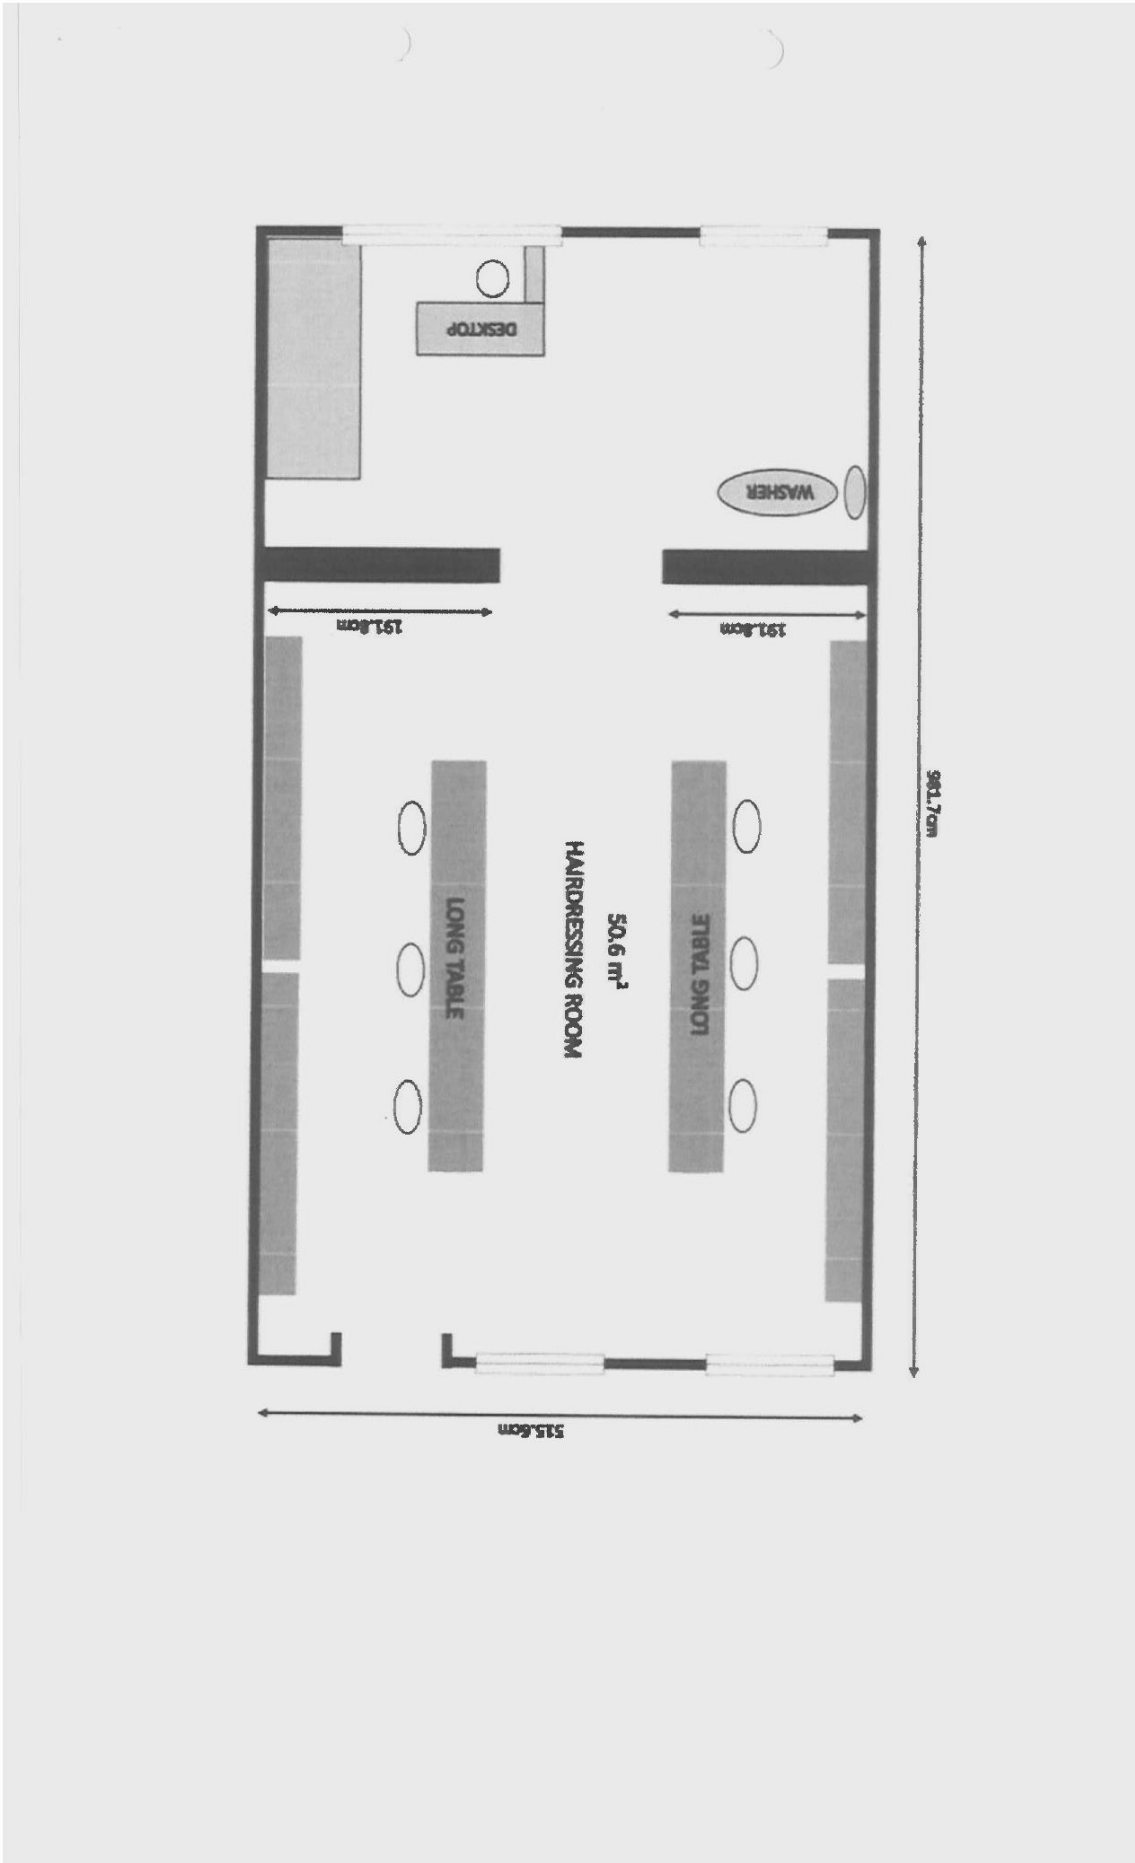 DESKTOP
WASHER
191.8cm
191.8cm
981.7cm
LONG TABLE
HAIRDRESSING ROOM
50.6 m²
LONG TABLE
515.6cm